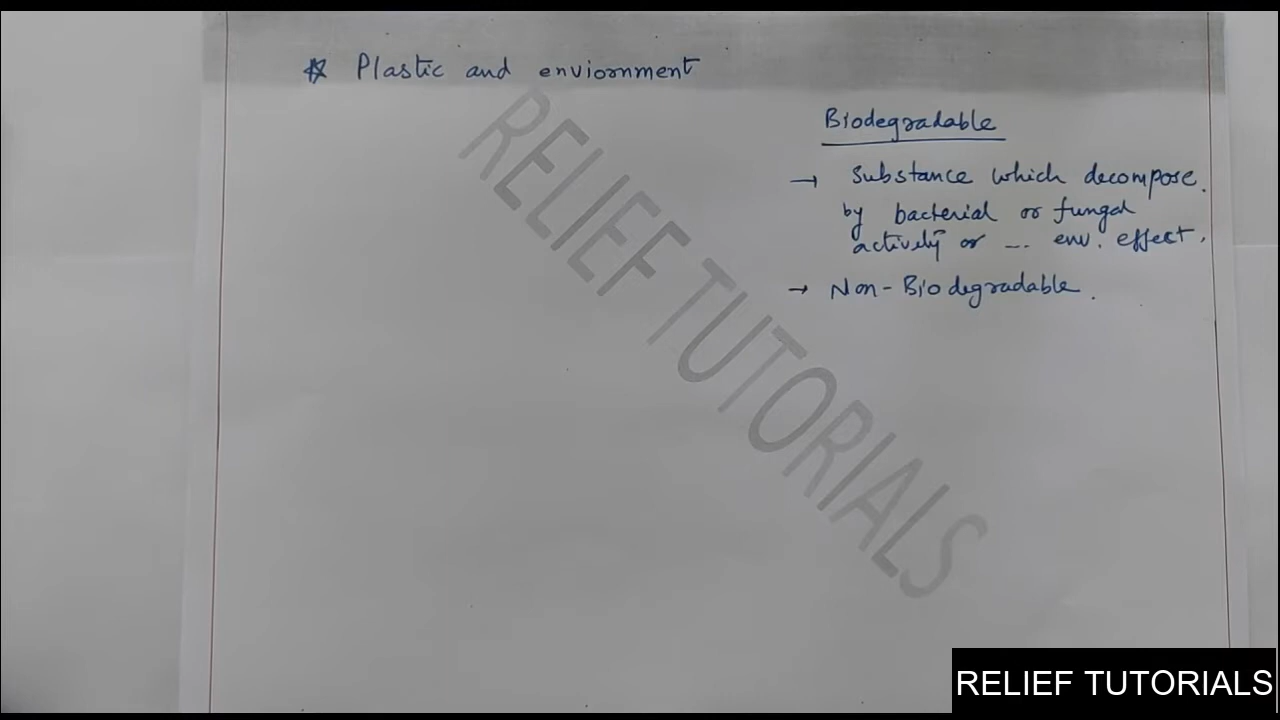 Plastic and enviornment
Biodegradable
→ Substance which decompose.
by bacterial or fungal
activity or ... env. effect.
→ Non-Biodegradable.
RELIEF TUTORIALS
RELIEF TUTORIALS